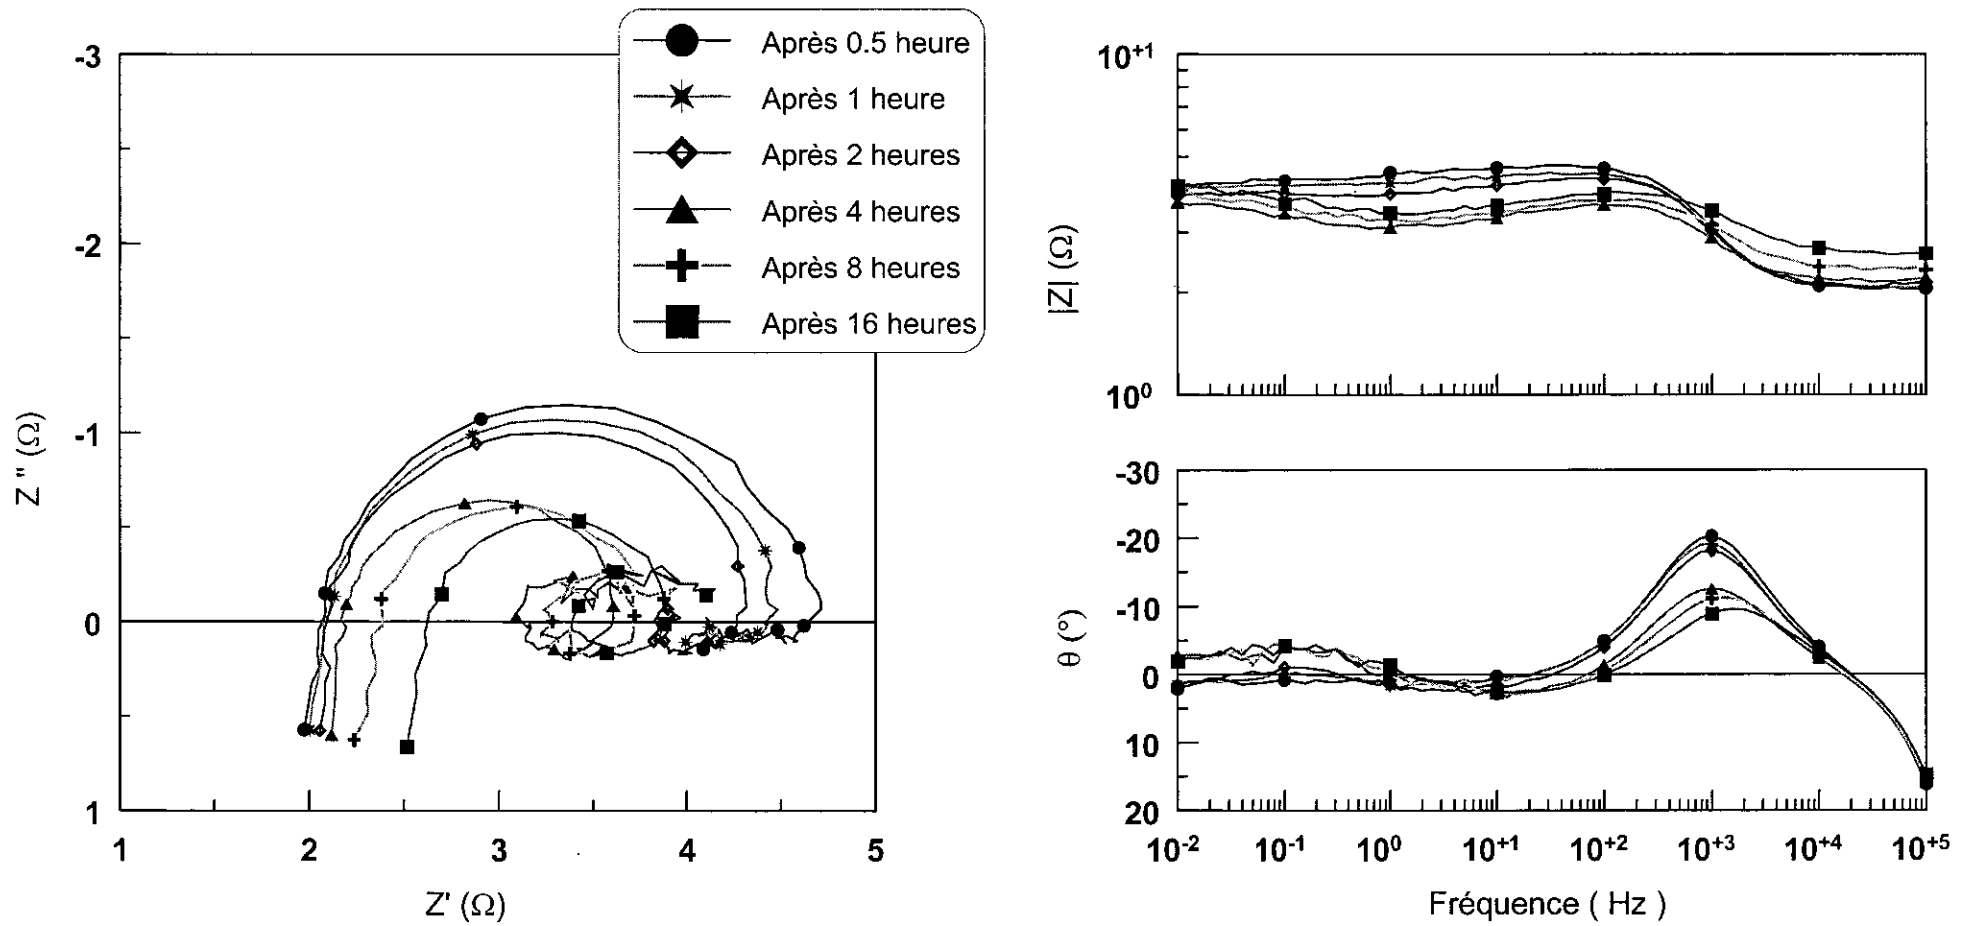 Après 0.5 heure
Après 1 heure
Après 2 heures
Après 4 heures
Après 8 heures
Après 16 heures
-3
-2
-1
0
1
Z'' (Ω)
1
2
3
4
5
Z' (Ω)
10⁺¹
10⁰
|Z| (Ω)
-30
-20
-10
0
10
20
θ (°)
10⁻²
10⁻¹
10⁰
10⁺¹
10⁺²
10⁺³
10⁺⁴
10⁺⁵
Fréquence ( Hz )